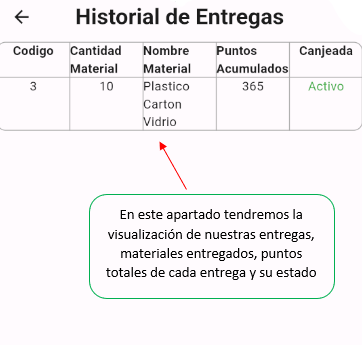 Historial de Entregas
Codigo Cantidad Material Nombre Material Puntos Acumulados Canjeada
3 10 Plastico 365 Activo
Carton
Vidrio
En este apartado tendremos la
visualización de nuestras entregas,
materiales entregados, puntos
totales de cada entrega y su estado